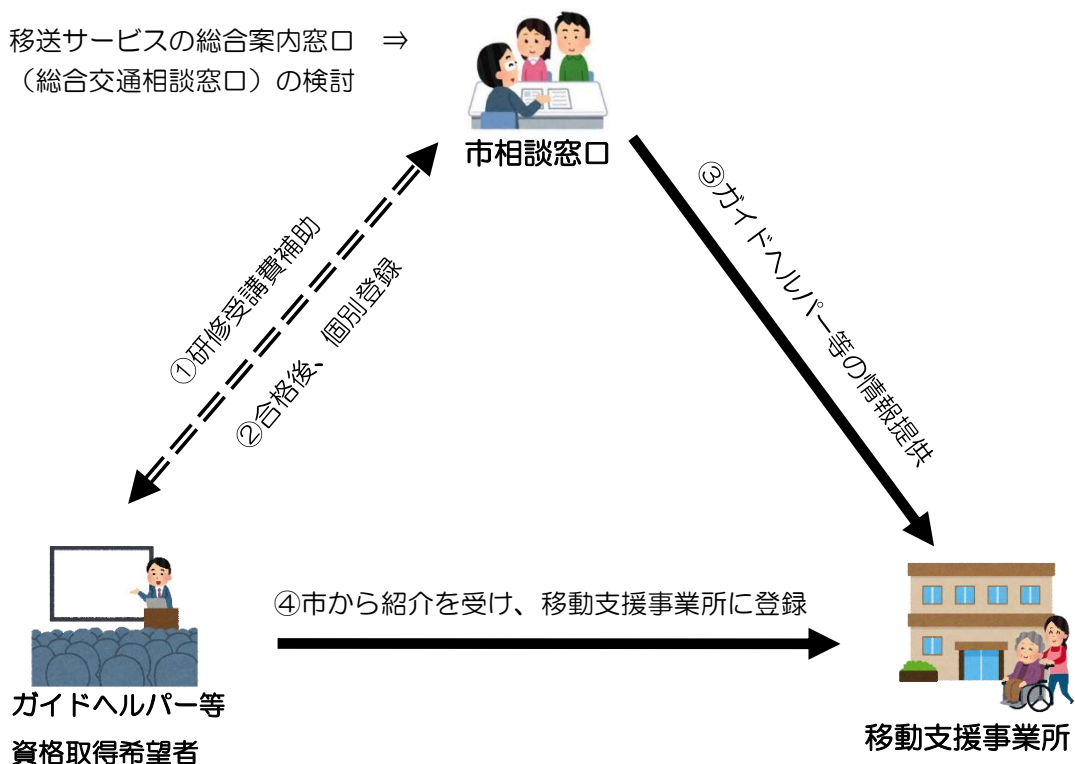 移送サービスの総合案内窓口　⇒
（総合交通相談窓口）の検討
市相談窓口
①研修受講費補助
②合格後、個別登録
③ガイドヘルパー等の情報提供
④市から紹介を受け、移動支援事業所に登録
ガイドヘルパー等
資格取得希望者
移動支援事業所